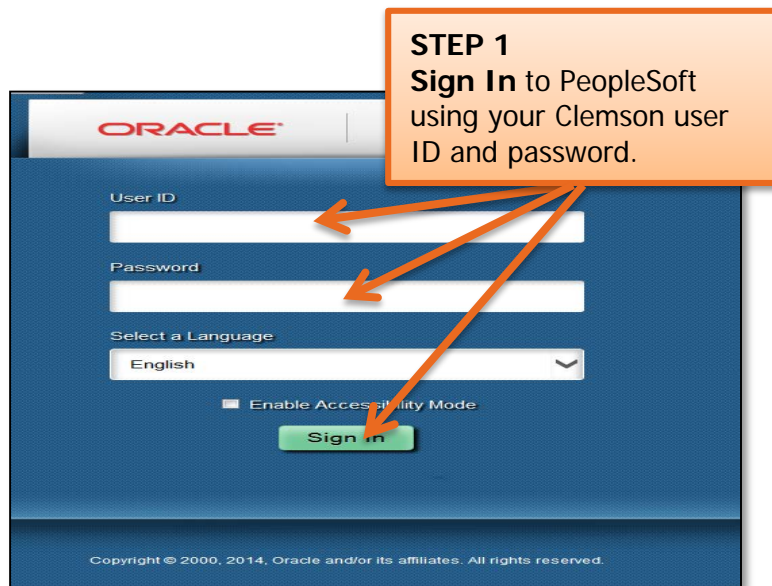 STEP 1
Sign In to PeopleSoft
using your Clemson user
ID and password.
ORACLE
User ID
Password
Select a Language
English
Enable Accessibility Mode
Sign In
Copyright © 2000, 2014, Oracle and/or its affiliates. All rights reserved.